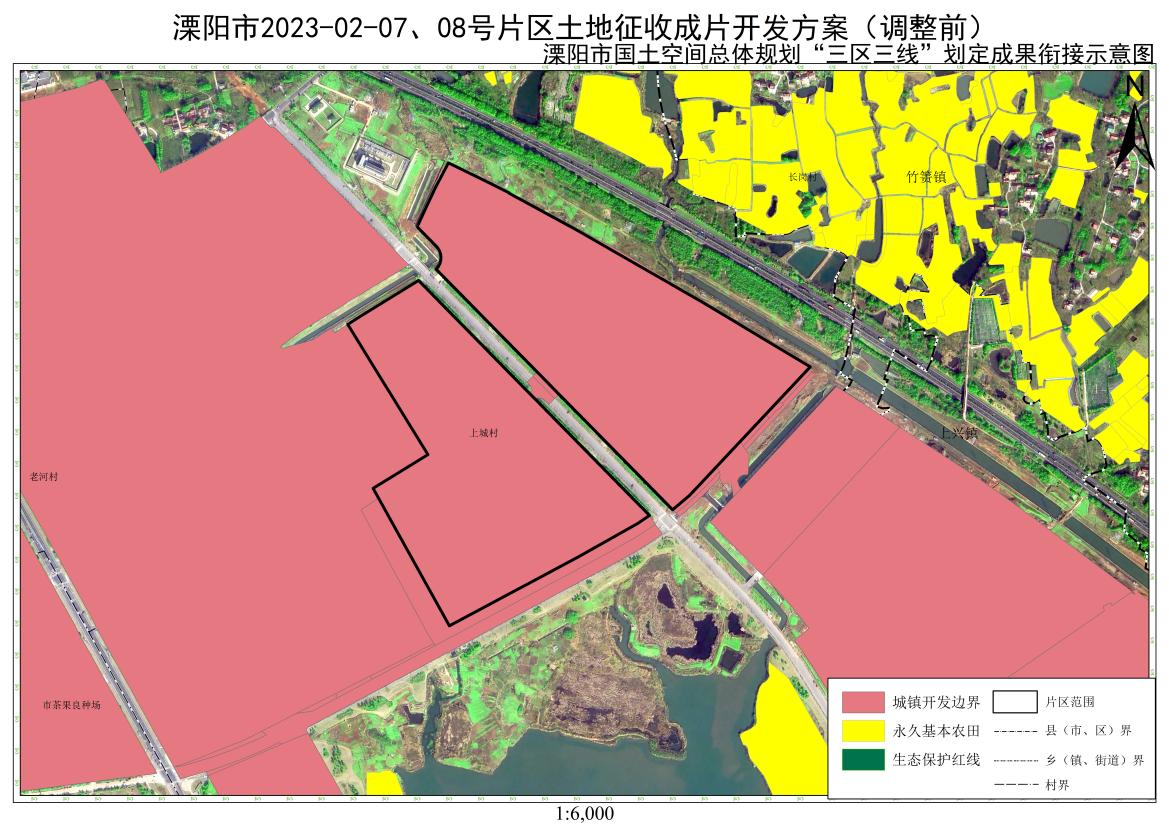 溧阳市2023-02-07、08号片区土地征收成片开发方案（调整前）
溧阳市国土空间总体规划“三区三线”划定成果衔接示意图
N
长岗村
竹箦镇
上城村
上兴镇
老河村
市茶果良种场
城镇开发边界
永久基本农田
生态保护红线
片区范围
县（市、区）界
乡（镇、街道）界
村界
1:6,000